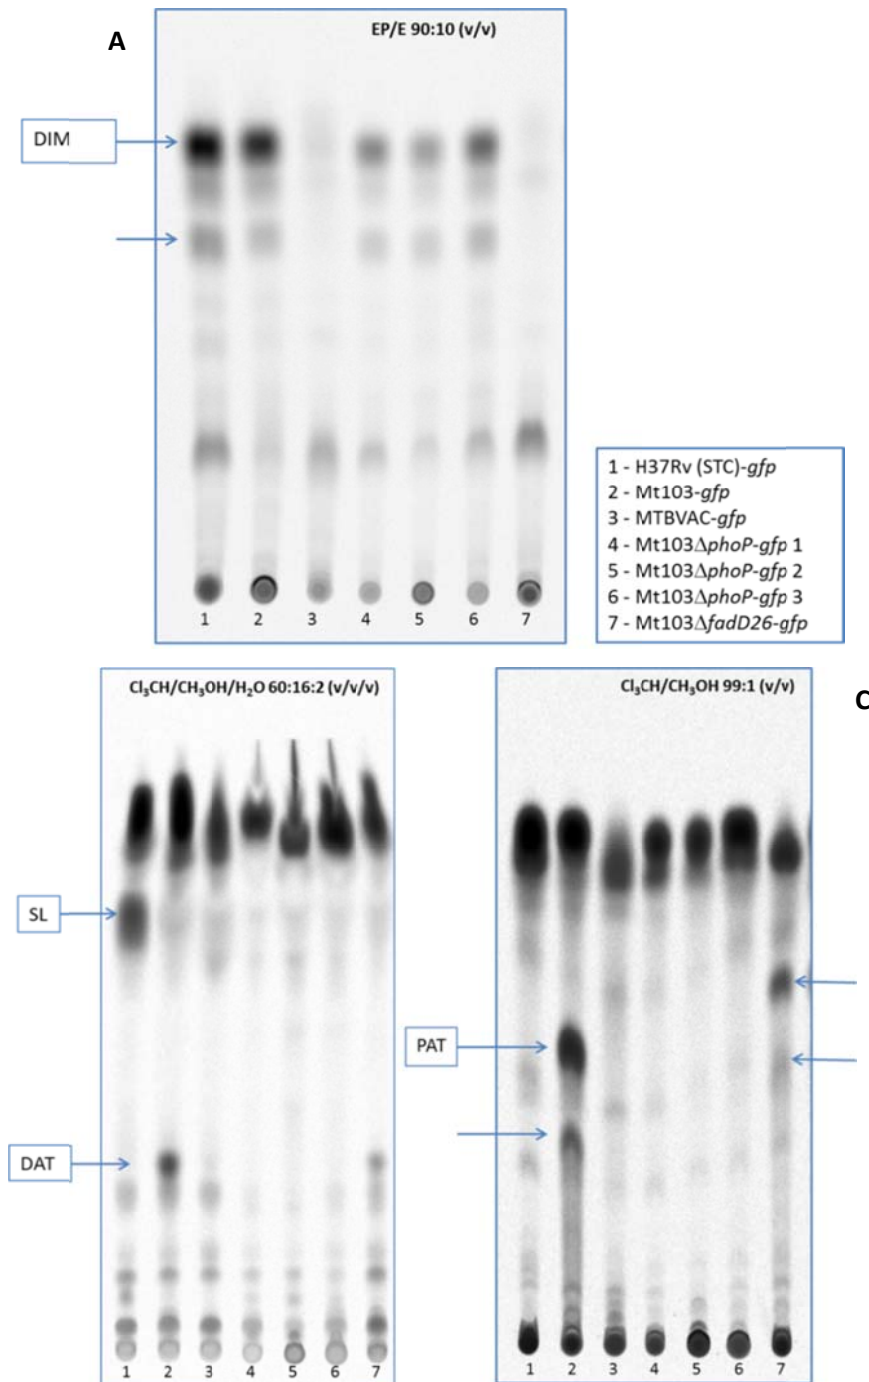 A
EP/E 90:10 (v/v)
DIM
1 2 3 4 5 6 7
1 - H37Rv (STC)-gfp
2 - Mt103-gfp
3 - MTBVAC-gfp
4 - Mt103ΔphoP-gfp 1
5 - Mt103ΔphoP-gfp 2
6 - Mt103ΔphoP-gfp 3
7 - Mt103ΔfadD26-gfp
Cl₃CH/CH₃OH/H₂O 60:16:2 (v/v/v)
SL
DAT
1 2 3 4 5 6 7
C
Cl₃CH/CH₃OH 99:1 (v/v)
PAT
1 2 3 4 5 6 7